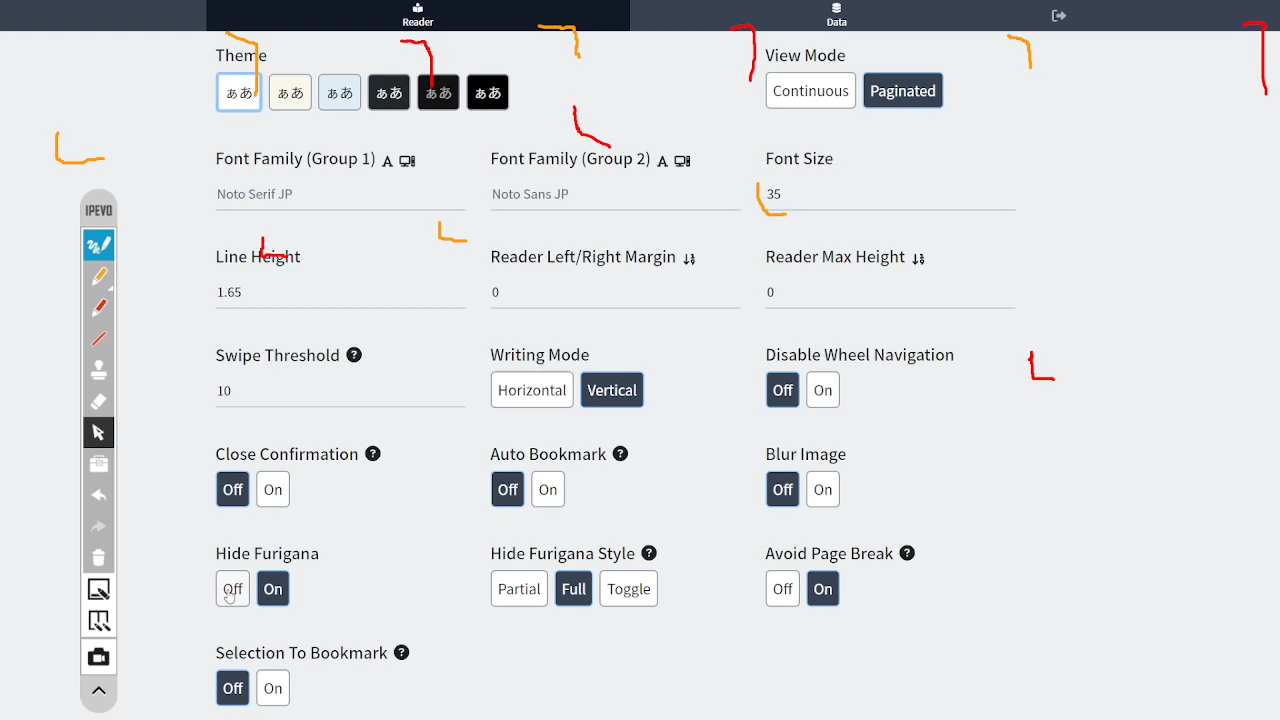 Reader
Data
Theme
View Mode
ぁあ ぁあ ぁあ ぁあ ぁあ ぁあ
Continuous Paginated
Font Family (Group 1) A
Font Family (Group 2) A
Font Size
Noto Serif JP
Noto Sans JP
35
Line Height
Reader Left/Right Margin
Reader Max Height
1.65
0
0
Swipe Threshold ?
Writing Mode
Disable Wheel Navigation
10
Horizontal Vertical
Off On
Close Confirmation ?
Auto Bookmark ?
Blur Image
Off On
Off On
Off On
Hide Furigana
Hide Furigana Style ?
Avoid Page Break ?
Off On
Partial Full Toggle
Off On
Selection To Bookmark ?
Off On
IPEVO